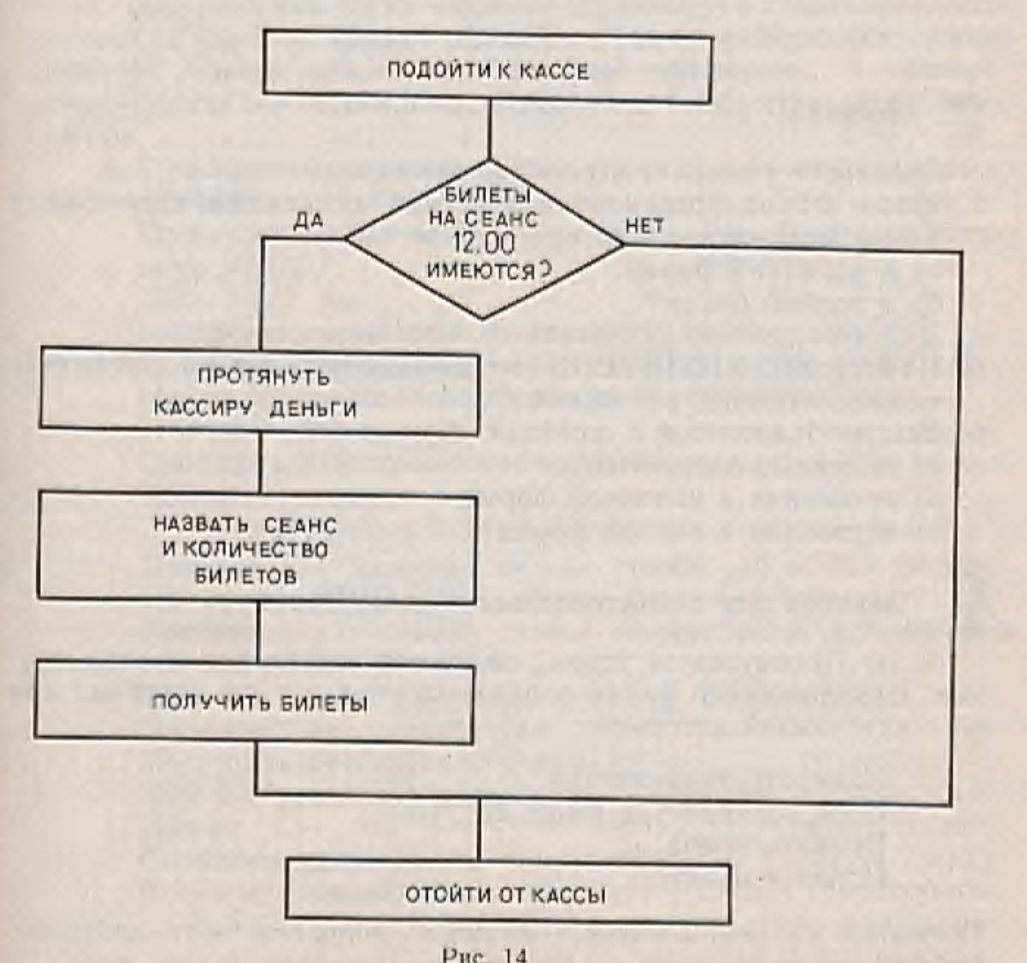 ПОДОЙТИ К КАССЕ
БИЛЕТЫ
НА СЕАНС
12.00
ИМЕЮТСЯ?
ДА
НЕТ
ПРОТЯНУТЬ
КАССИРУ ДЕНЬГИ
НАЗВАТЬ СЕАНС
И КОЛИЧЕСТВО
БИЛЕТОВ
ПОЛУЧИТЬ БИЛЕТЫ
ОТОЙТИ ОТ КАССЫ
Рис. 14